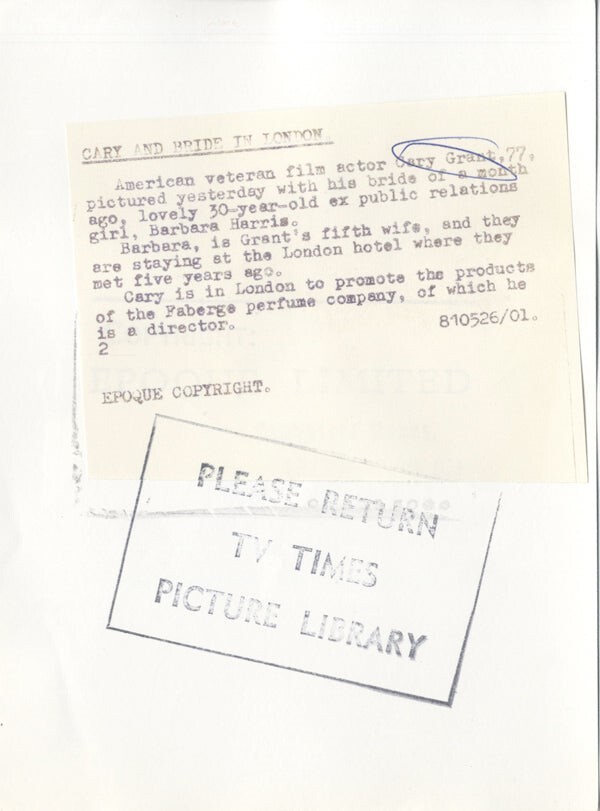 CARY AND BRIDE IN LONDON.
American veteran film actor Cary Grant,77,
pictured yesterday with his bride of a month
ago, lovely 30-year-old ex public relations
girl, Barbara Harris.
Barbara, is Grant's fifth wife, and they
are staying at the London hotel where they
met five years ago.
Cary is in London to promote the products
of the Faberge perfume company, of which he
is a director.
810526/01.
2
EPOQUE COPYRIGHT.
COPYRIGHT:
EPOQUE LIMITED
PLEASE RETURN
TV TIMES
PICTURE LIBRARY